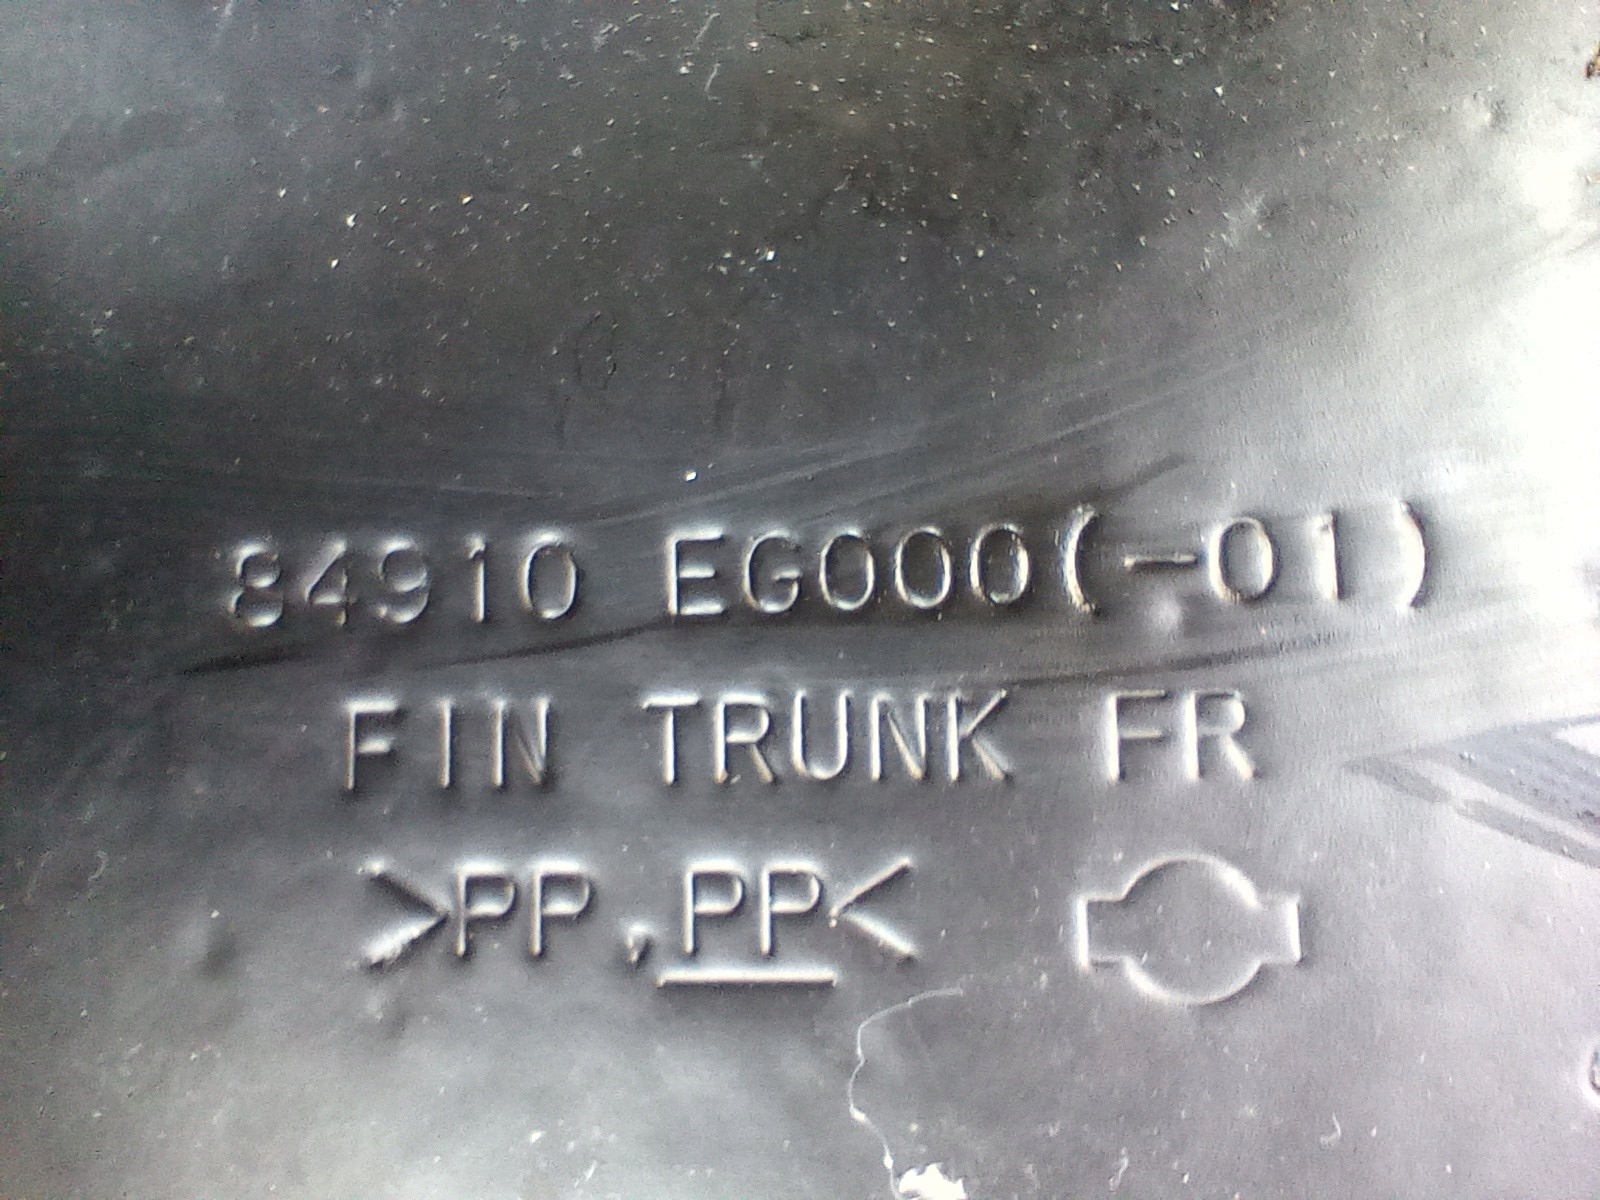 84910 EG000(-01)
FIN TRUNK FR
>PP,PP<